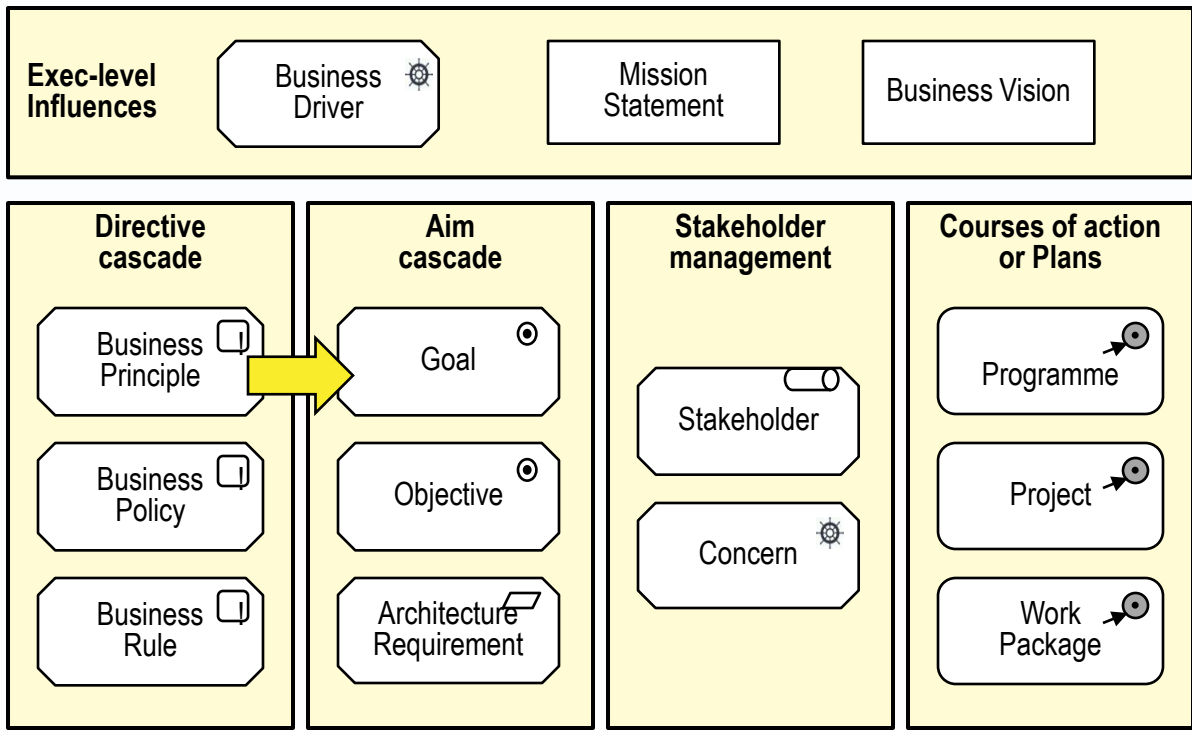 Exec-level
Influences
Business
Driver
Mission
Statement
Business Vision
Directive
cascade
Business
Principle
Business
Policy
Business
Rule
Aim
cascade
Goal
Objective
Architecture
Requirement
Stakeholder
management
Stakeholder
Concern
Courses of action
or Plans
Programme
Project
Work
Package